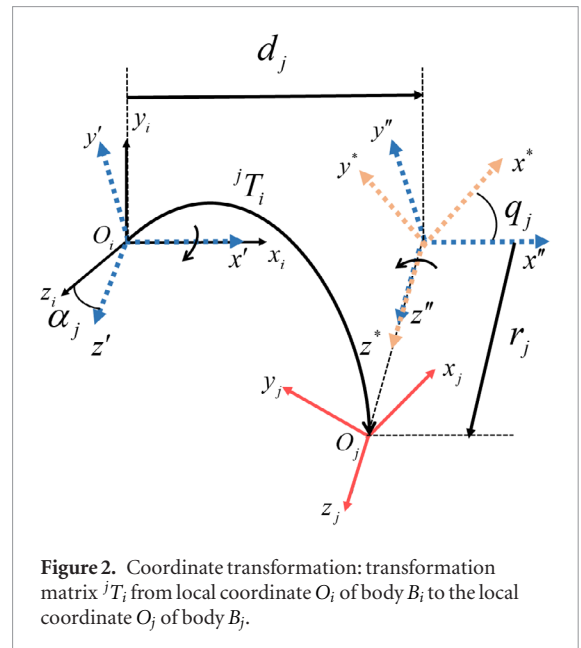 d_j
y_i
y'
y''
y*
x*
^jT_i
q_j
O_i
x'
x_i
x''
z_i
α_j
z'
z''
z*
r_j
x_j
y_j
O_j
z_j
Figure 2. Coordinate transformation: transformation
matrix ^jT_i from local coordinate O_i of body B_i to the local
coordinate O_j of body B_j.